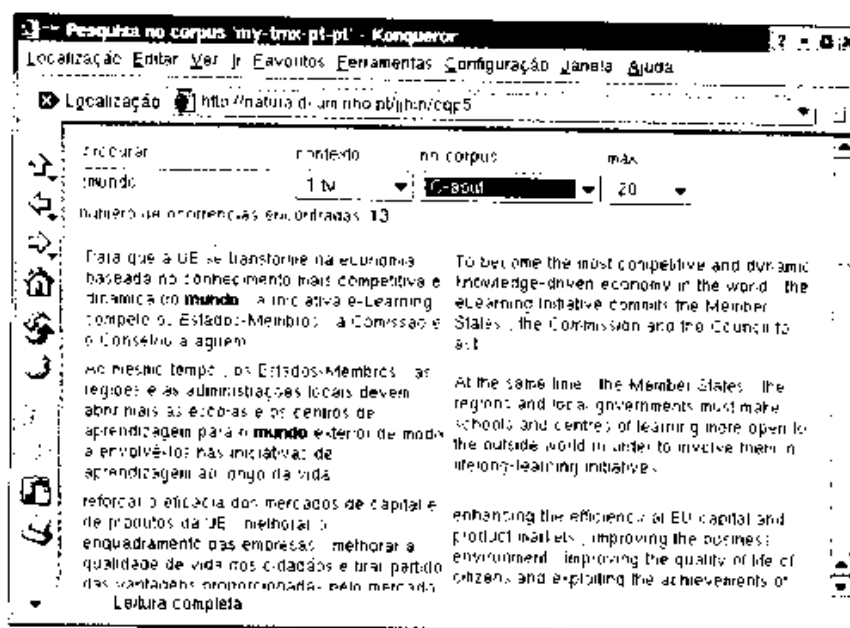 Pesquisa no corpus 'my-tmx-pt-pt' - Konqueror
Localização Editar Ver Ir Favoritos Ferramentas Configuração Janela Ajuda
Localização
procurar contexto no corpus máx
mundo 1 tu 20
número de ocorrências encontradas 13
Para que a UE se transforme na economia
baseada no conhecimento mais competitiva e
dinâmica do mundo a iniciativa e-Learning
compele os Estados-Membros a Comissão e
o Conselho a agirem
Ao mesmo tempo , os Estados-Membros as
regiões e as administrações locais devem
abrir mais as escolas e os centros de
aprendizagem para o mundo exterior de modo
a envolvê-los nas iniciativas de
aprendizagem ao longo da vida
reforçar a eficácia dos mercados de capital e
de produtos da UE melhorar o
enquadramento das empresas melhorar a
qualidade de vida dos cidadãos e tirar partido
das vantagens proporcionadas pelo mercado
To become the most competitive and dynamic
knowledge-driven economy in the world the
eLearning Initiative commits the Member
States , the Commission and the Council to
act
At the same time the Member States the
regions and local governments must make
schools and centres of learning more open to
the outside world in order to involve them in
lifelong-learning initiatives
enhancing the efficiency of EU capital and
product markets , improving the business
environment improving the quality of life of
citizens and exploiting the achievements of
Leitura completa